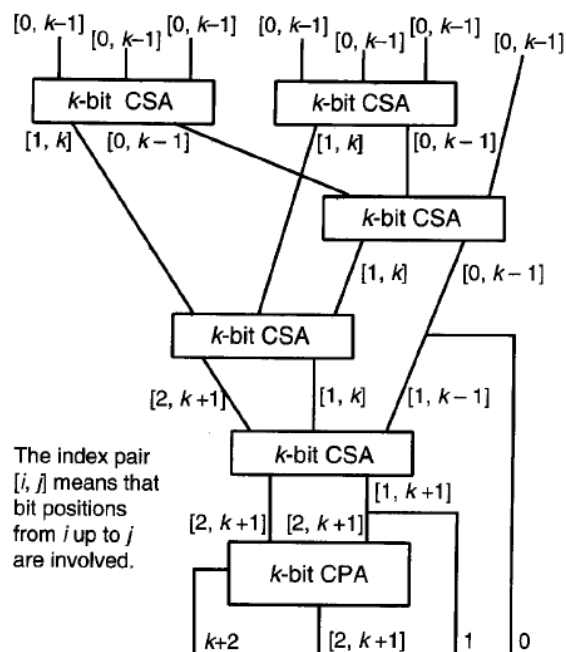 [0, k–1] [0, k–1] [0, k–1] [0, k–1] [0, k–1] [0, k–1] [0, k–1]
k-bit CSA k-bit CSA
[1, k] [0, k – 1] [1, k] [0, k – 1]
k-bit CSA
[1, k] [0, k – 1]
k-bit CSA
[2, k +1] [1, k] [1, k – 1]
k-bit CSA
The index pair
[i, j] means that
bit positions
from i up to j
are involved.
[1, k +1]
[2, k +1] [2, k +1]
k-bit CPA
k+2 [2, k +1] 1 0